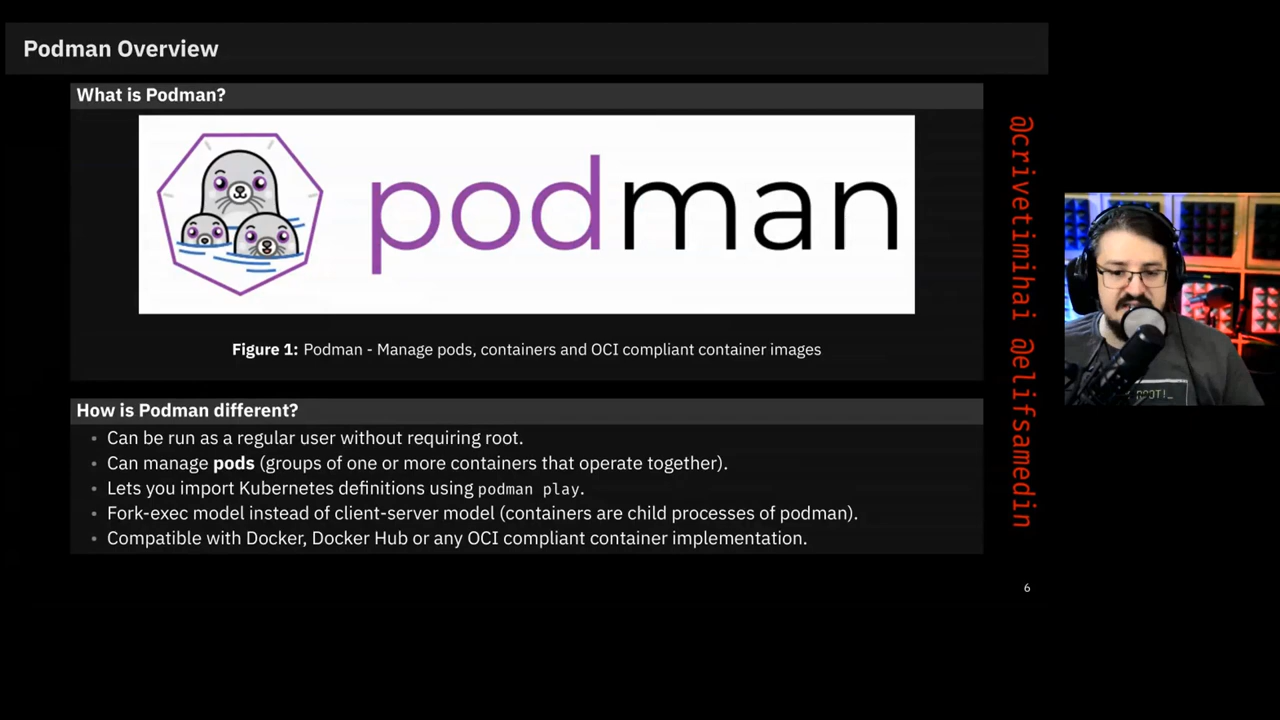 Podman Overview
What is Podman?
podman
Figure 1: Podman - Manage pods, containers and OCI compliant container images
How is Podman different?
• Can be run as a regular user without requiring root.
• Can manage pods (groups of one or more containers that operate together).
• Lets you import Kubernetes definitions using podman play.
• Fork-exec model instead of client-server model (containers are child processes of podman).
• Compatible with Docker, Docker Hub or any OCI compliant container implementation.
@crivetimihai @elifsamedin
6